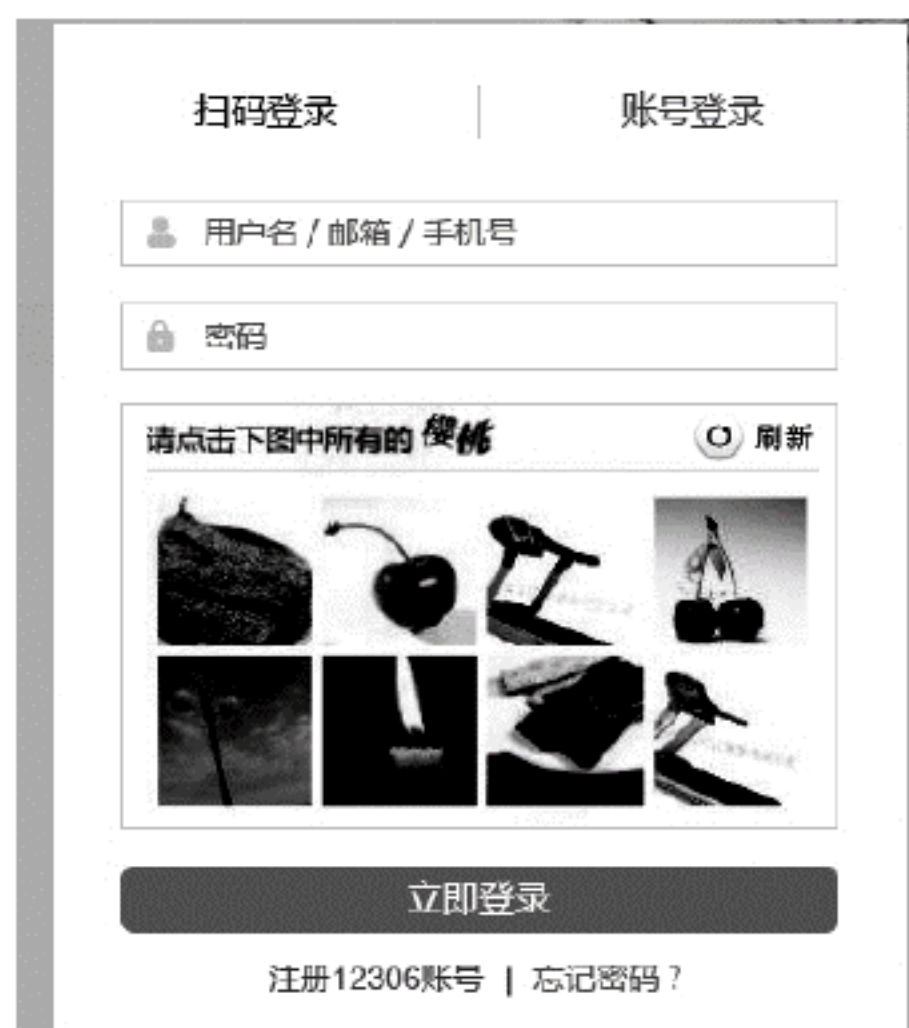 扫码登录 账号登录
用户名 / 邮箱 / 手机号
密码
请点击下图中所有的 樱桃 刷新
立即登录
注册12306账号 | 忘记密码?